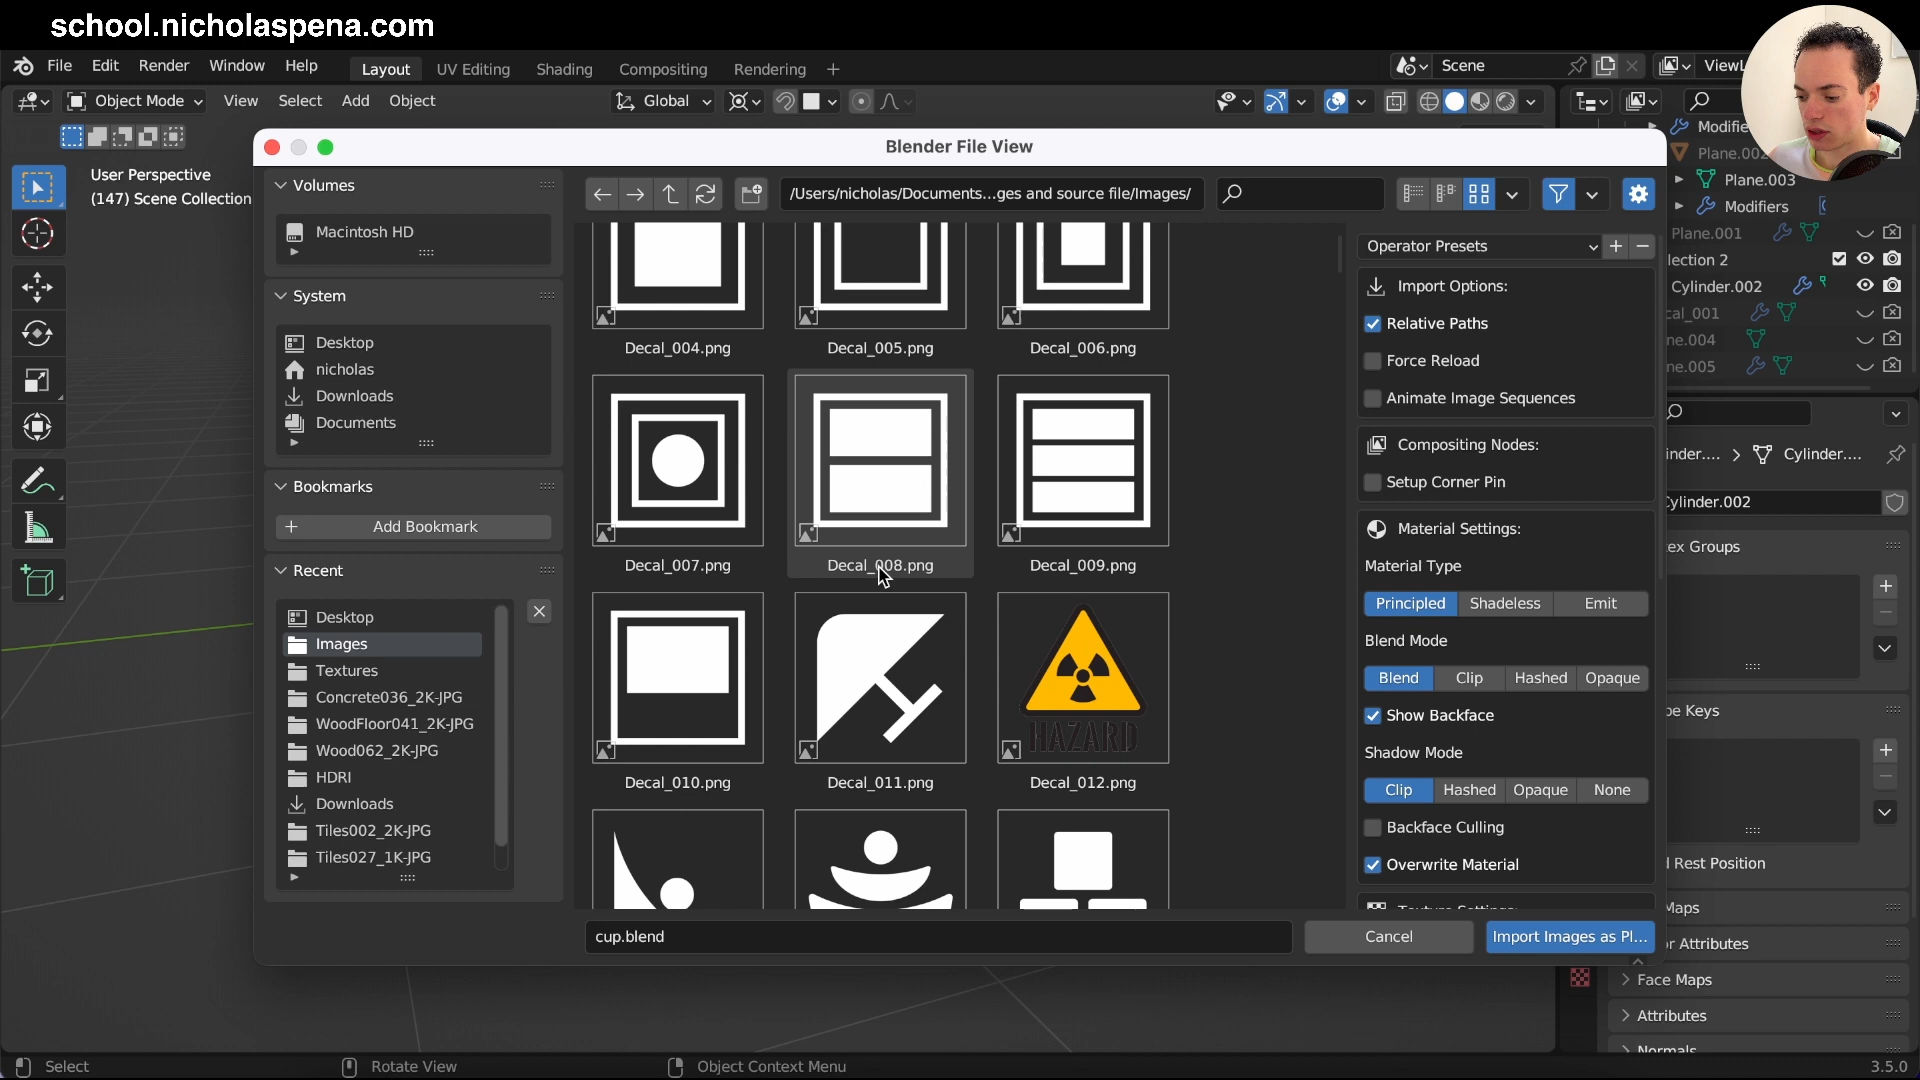 school.nicholaspena.com
File Edit Render Window Help Layout UV Editing Shading Compositing Rendering + Scene ViewL
Object Mode View Select Add Object Global
User Perspective
(147) Scene Collection
Blender File View
Volumes
Macintosh HD
System
Desktop
nicholas
Downloads
Documents
Bookmarks
Add Bookmark
Recent
Desktop
Images
Textures
Concrete036_2K-JPG
WoodFloor041_2K-JPG
Wood062_2K-JPG
HDRI
Downloads
Tiles002_2K-JPG
Tiles027_1K-JPG
/Users/nicholas/Documents...ges and source file/Images/
Decal_004.png Decal_005.png Decal_006.png
Decal_007.png Decal_008.png Decal_009.png
HAZARD
Decal_010.png Decal_011.png Decal_012.png
cup.blend
Cancel
Import Images as Pl...
Operator Presets
Import Options:
Relative Paths
Force Reload
Animate Image Sequences
Compositing Nodes:
Setup Corner Pin
Material Settings:
Material Type
Principled Shadeless Emit
Blend Mode
Blend Clip Hashed Opaque
Show Backface
Shadow Mode
Clip Hashed Opaque None
Backface Culling
Overwrite Material
Modifie
Plane.002
Plane.003
Modifiers
Plane.001
lection 2
Cylinder.002
cal_001
ne.004
ne.005
inder.... Cylinder....
Cylinder.002
tex Groups
pe Keys
d Rest Position
Maps
or Attributes
Face Maps
Attributes
Normals
Select Rotate View Object Context Menu 3.5.0